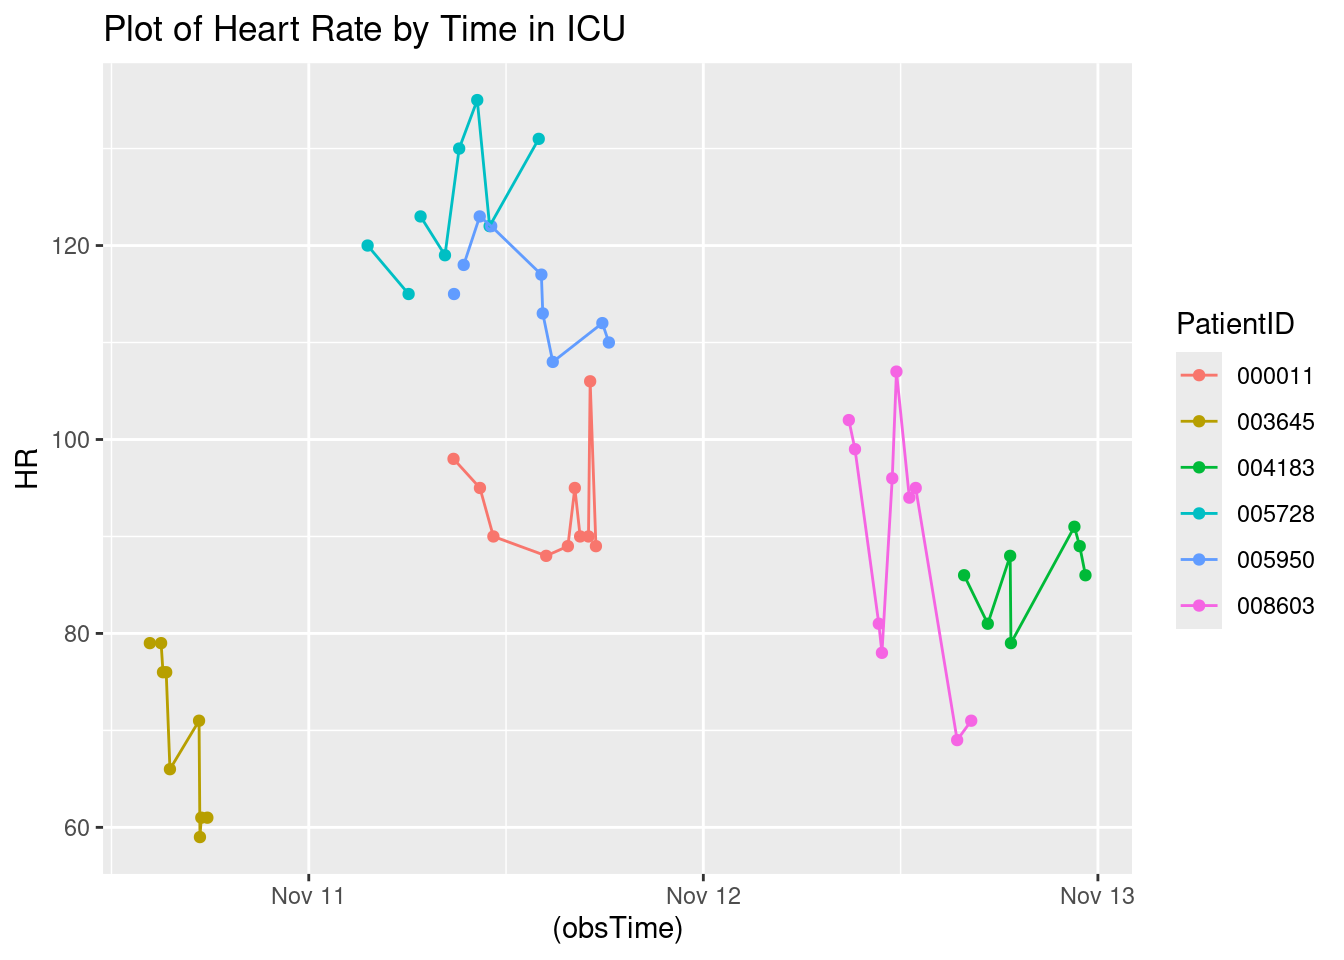 Plot of Heart Rate by Time in ICU
HR
120
100
80
60
Nov 11
Nov 12
Nov 13
(obsTime)
PatientID
000011
003645
004183
005728
005950
008603